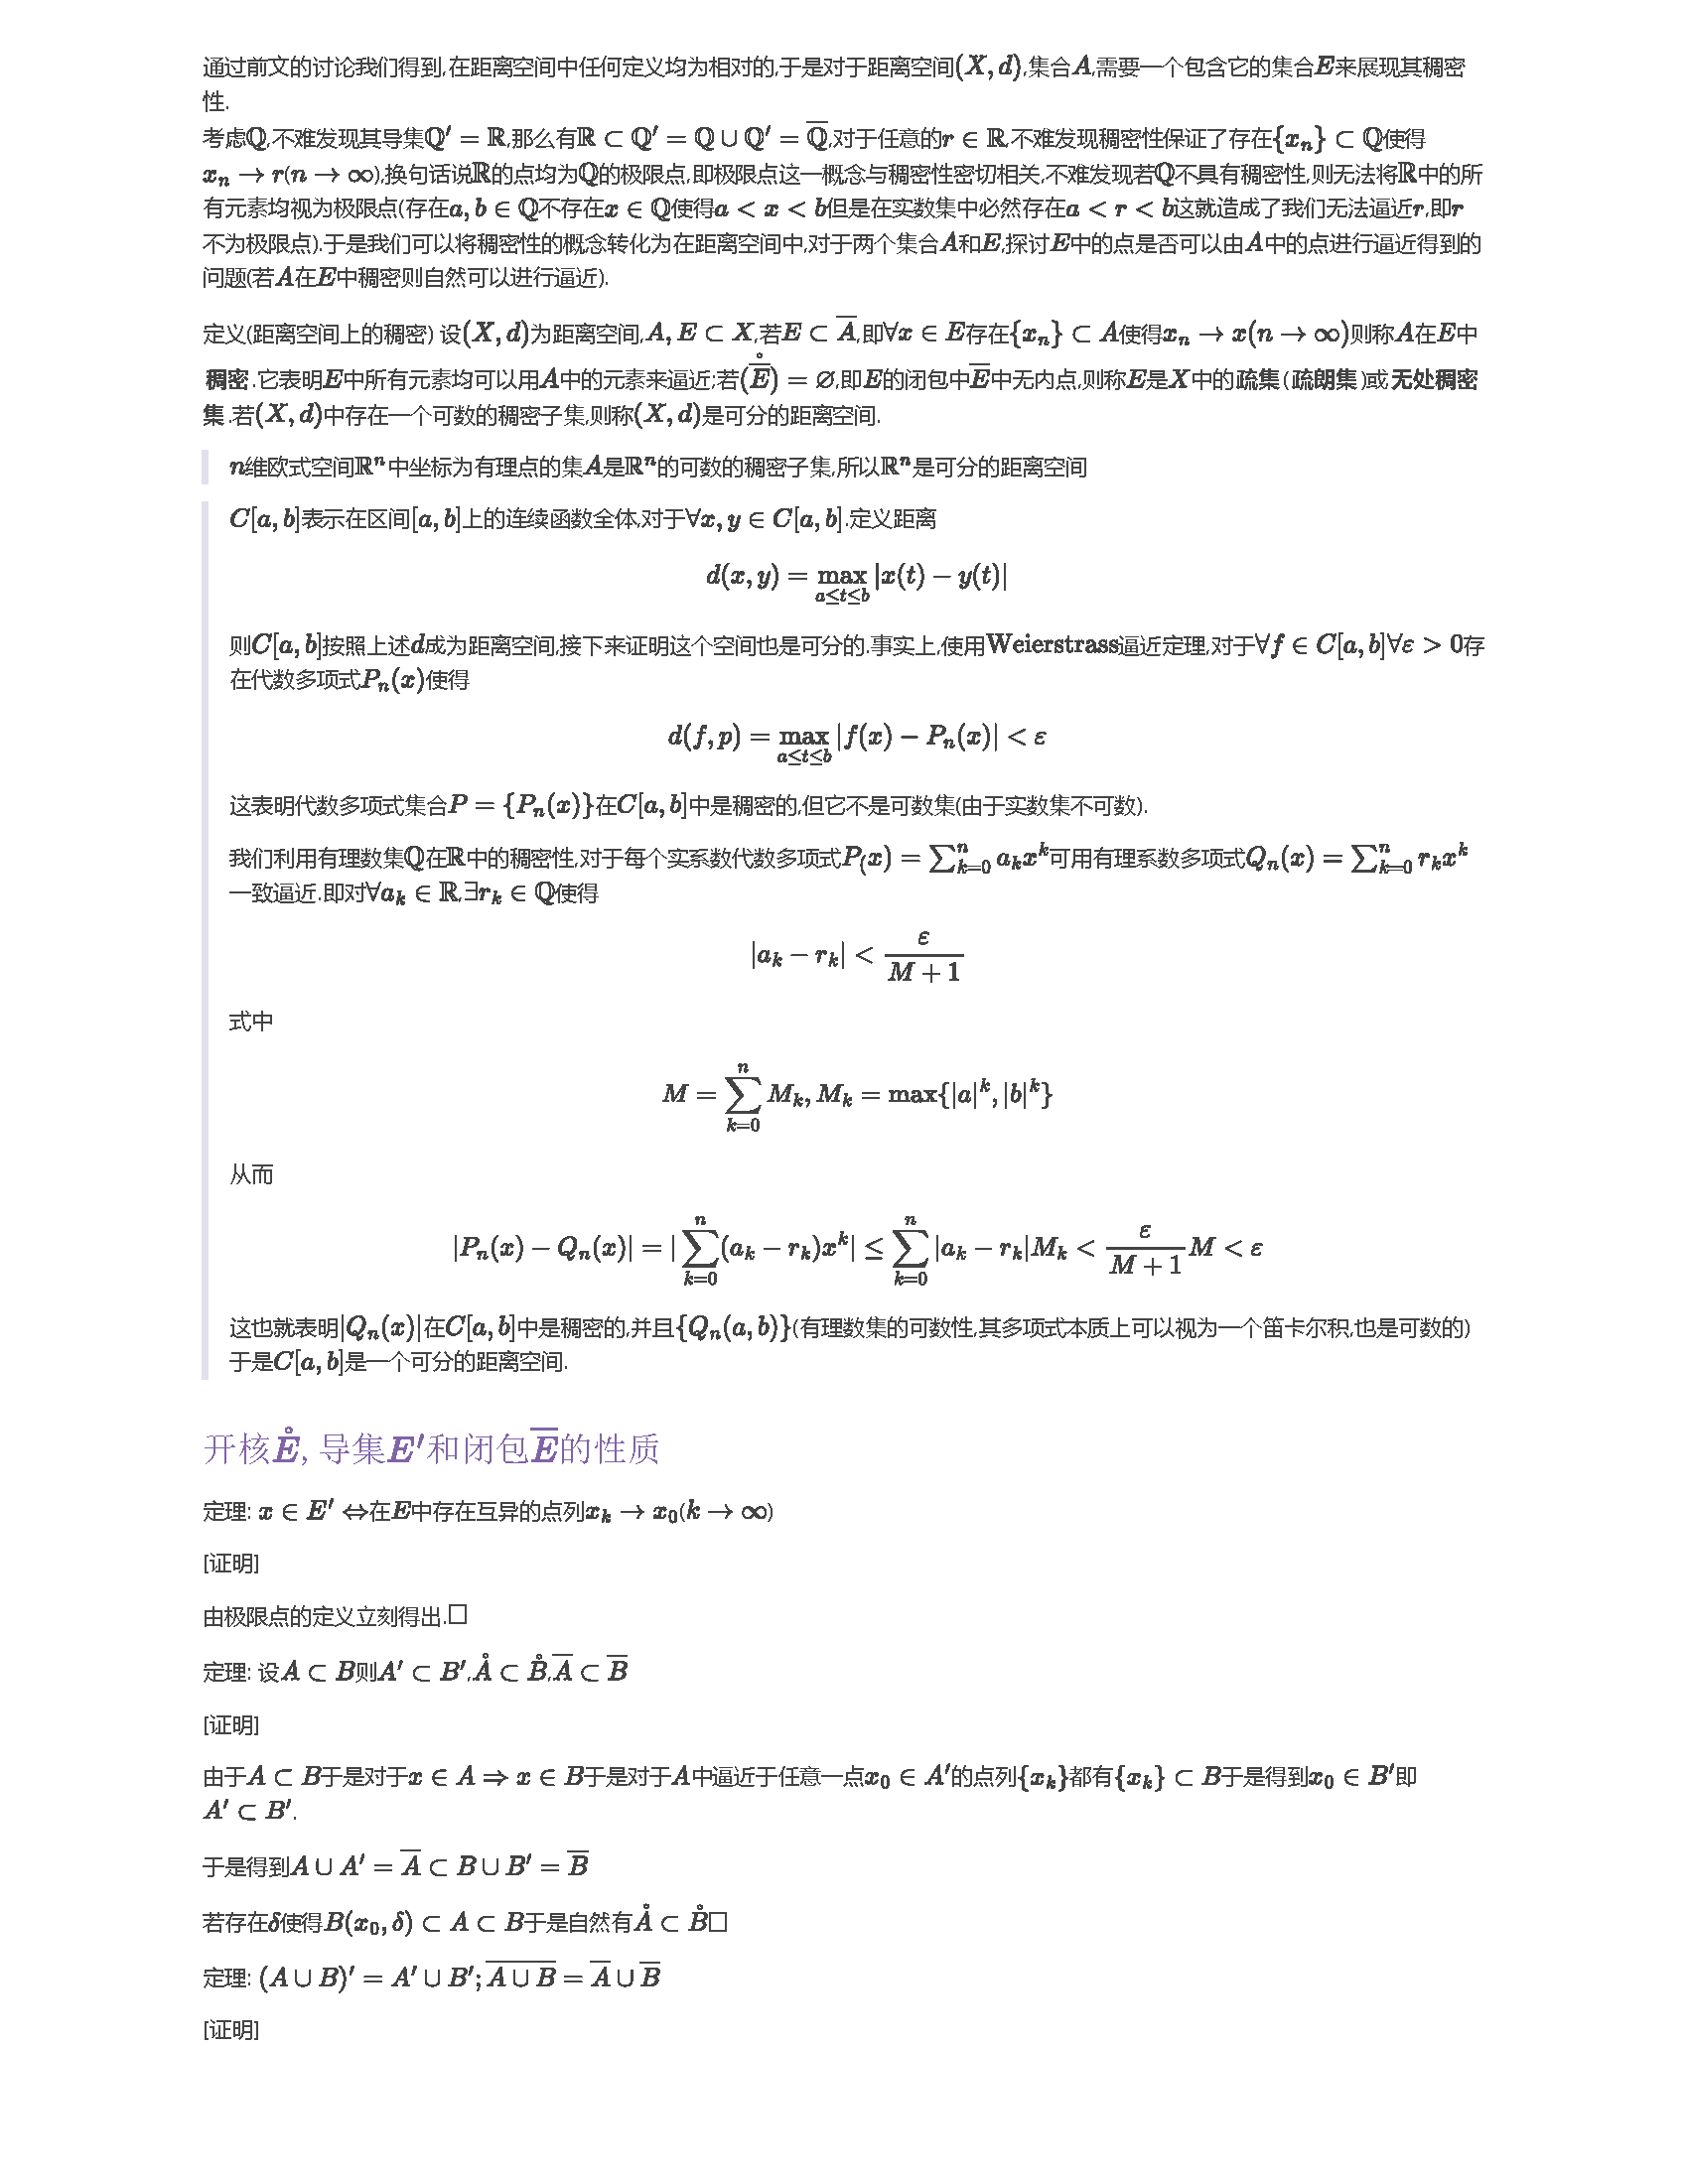 通过前文的讨论我们得到,在距离空间中任何定义均为相对的,于是对于距离空间$(X,d)$,集合$A$,需要一个包含它的集合$E$来展现其稠密
性.
考虑$\mathbb{Q}$,不难发现其导集$\mathbb{Q}'=\mathbb{R}$,那么有$\mathbb{R}\subset\mathbb{Q}'=\mathbb{Q}\cup\mathbb{Q}'=\overline{\mathbb{Q}}$,对于任意的$r\in\mathbb{R}$,不难发现稠密性保证了存在$\{x_n\}\subset\mathbb{Q}$使得
$x_n\to r(n\to\infty)$,换句话说$\mathbb{R}$的点均为$\mathbb{Q}$的极限点,即极限点这一概念与稠密性密切相关,不难发现若$\mathbb{Q}$不具有稠密性,则无法将$\mathbb{R}$中的所
有元素均视为极限点(存在$a,b\in\mathbb{Q}$不存在$x\in\mathbb{Q}$使得$a<x<b$但是在实数集中必然存在$a<r<b$这就造成了我们无法逼近$r$,即$r$
不为极限点).于是我们可以将稠密性的概念转化为在距离空间中,对于两个集合$A$和$E$,探讨$E$中的点是否可以由$A$中的点进行逼近得到的
问题(若$A$在$E$中稠密则自然可以进行逼近).
定义(距离空间上的稠密) 设$(X,d)$为距离空间,$A,E\subset X$,若$E\subset\overline{A}$,即$\forall x\in E$存在$\{x_n\}\subset A$使得$x_n\to x(n\to\infty)$则称$A$在$E$中
稠密.它表明$E$中所有元素均可以用$A$中的元素来逼近;若$(\mathring{\overline{E}})=\varnothing$,即$E$的闭包中$\overline{E}$中无内点,则称$E$是$X$中的疏集(疏朗集)或无处稠密
集.若$(X,d)$中存在一个可数的稠密子集,则称$(X,d)$是可分的距离空间.
$n$维欧式空间$\mathbb{R}^n$中坐标为有理点的集$A$是$\mathbb{R}^n$的可数的稠密子集,所以$\mathbb{R}^n$是可分的距离空间
$C[a,b]$表示在区间$[a,b]$上的连续函数全体,对于$\forall x,y\in C[a,b]$.定义距离
$$d(x,y)=\max_{a\leq t\leq b}|x(t)-y(t)|$$
则$C[a,b]$按照上述$d$成为距离空间,接下来证明这个空间也是可分的.事实上,使用Weierstrass逼近定理,对于$\forall f\in C[a,b]\forall\varepsilon>0$存
在代数多项式$P_n(x)$使得
$$d(f,p)=\max_{a\leq t\leq b}|f(x)-P_n(x)|<\varepsilon$$
这表明代数多项式集合$P=\{P_n(x)\}$在$C[a,b]$中是稠密的,但它不是可数集(由于实数集不可数).
我们利用有理数集$\mathbb{Q}$在$\mathbb{R}$中的稠密性,对于每个实系数代数多项式$P_(x)=\sum_{k=0}^n a_kx^k$可用有理系数多项式$Q_n(x)=\sum_{k=0}^n r_kx^k$
一致逼近.即对$\forall a_k\in\mathbb{R},\exists r_k\in\mathbb{Q}$使得
$$|a_k-r_k|<\frac{\varepsilon}{M+1}$$
式中
$$M=\sum_{k=0}^n M_k,M_k=\max\{|a|^k,|b|^k\}$$
从而
$$|P_n(x)-Q_n(x)|=|\sum_{k=0}^n(a_k-r_k)x^k|\leq\sum_{k=0}^n|a_k-r_k|M_k<\frac{\varepsilon}{M+1}M<\varepsilon$$
这也就表明$|Q_n(x)|$在$C[a,b]$中是稠密的,并且$\{Q_n(a,b)\}$(有理数集的可数性,其多项式本质上可以视为一个笛卡尔积,也是可数的)
于是$C[a,b]$是一个可分的距离空间.
开核$\mathring{E}$, 导集$E'$和闭包$\overline{E}$的性质
定理: $x\in E'\Leftrightarrow$在$E$中存在互异的点列$x_k\to x_0(k\to\infty)$
[证明]
由极限点的定义立刻得出.□
定理: 设$A\subset B$则$A'\subset B',\mathring{A}\subset\mathring{B},\overline{A}\subset\overline{B}$
[证明]
由于$A\subset B$于是对于$x\in A\Rightarrow x\in B$于是对于$A$中逼近于任意一点$x_0\in A'$的点列$\{x_k\}$都有$\{x_k\}\subset B$于是得到$x_0\in B'$即
$A'\subset B'$.
于是得到$A\cup A'=\overline{A}\subset B\cup B'=\overline{B}$
若存在$\delta$使得$B(x_0,\delta)\subset A\subset B$于是自然有$\mathring{A}\subset\mathring{B}$□
定理: $(A\cup B)'=A'\cup B';\overline{A\cup B}=\overline{A}\cup\overline{B}$
[证明]